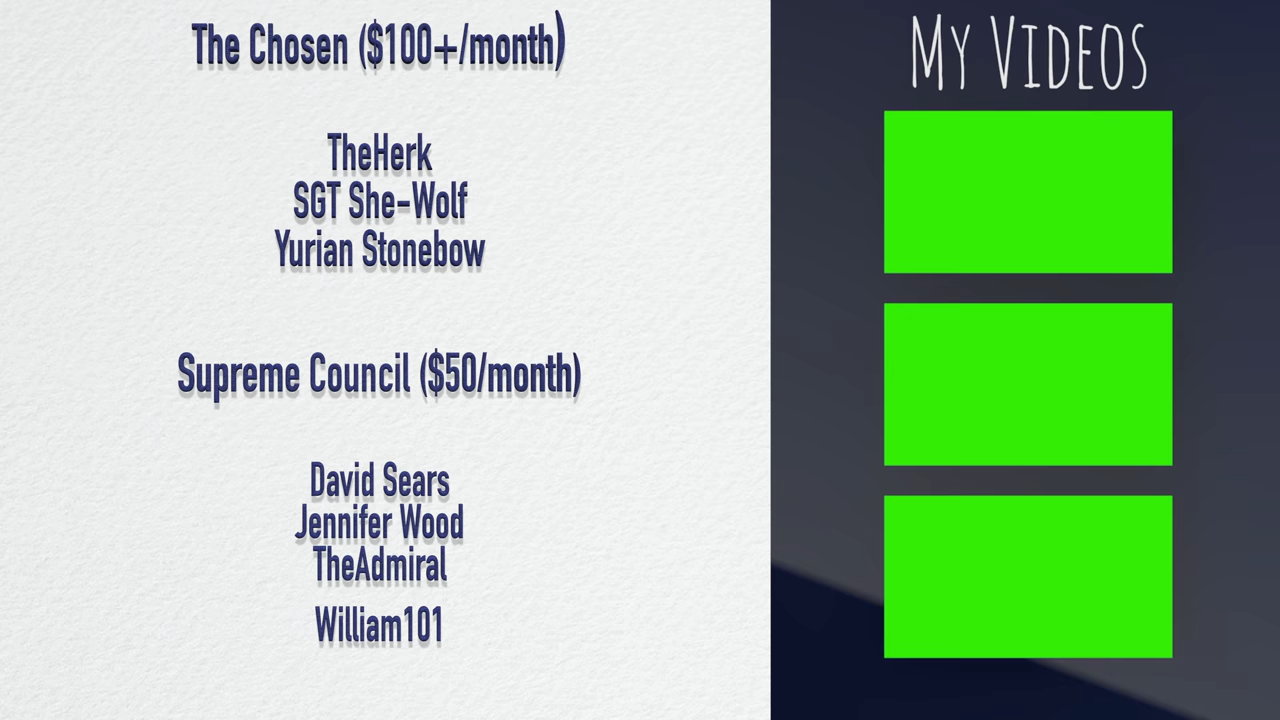 The Chosen ($100+/month)
TheHerk
SGT She-Wolf
Yurian Stonebow
Supreme Council ($50/month)
David Sears
Jennifer Wood
TheAdmiral
William101
My Videos